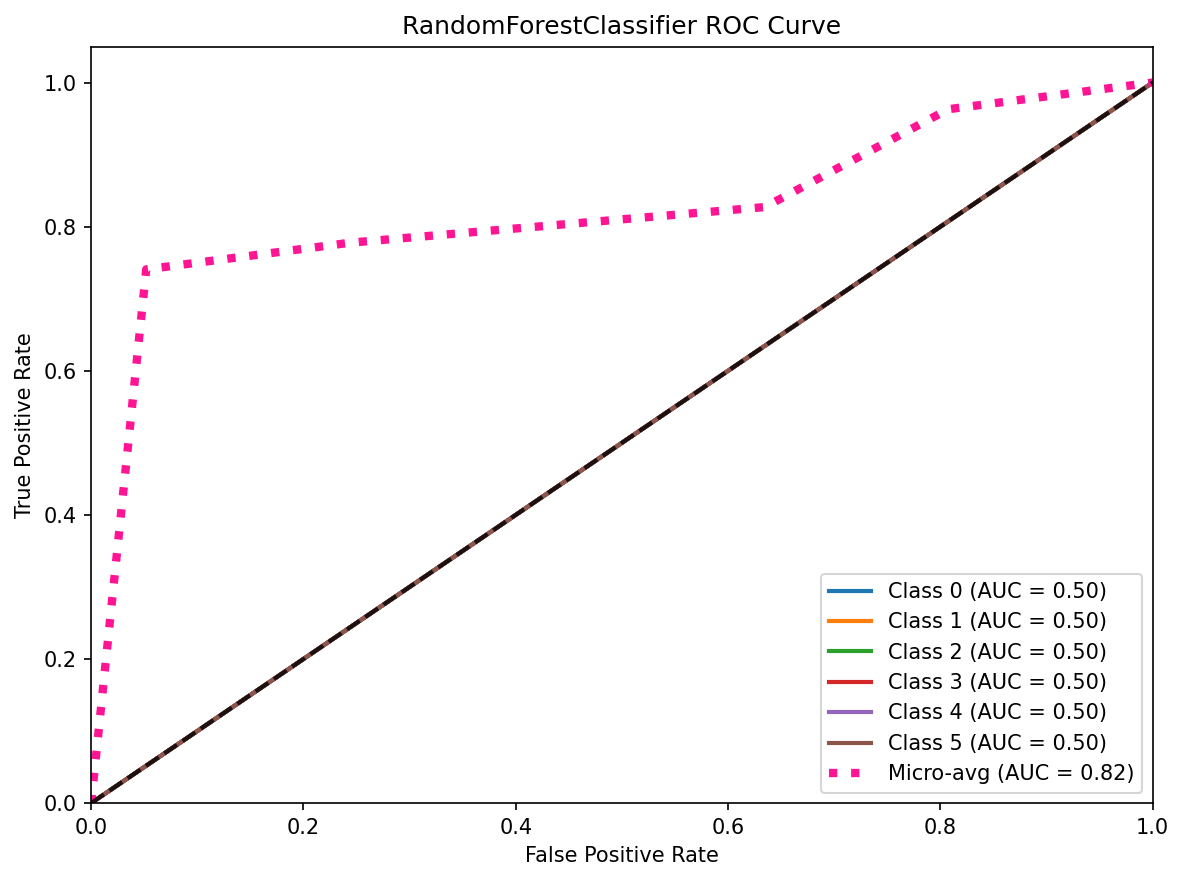 RandomForestClassifier ROC Curve
True Positive Rate
1.0
0.8
0.6
0.4
0.2
0.0
0.0 0.2 0.4 0.6 0.8 1.0
False Positive Rate
Class 0 (AUC = 0.50)
Class 1 (AUC = 0.50)
Class 2 (AUC = 0.50)
Class 3 (AUC = 0.50)
Class 4 (AUC = 0.50)
Class 5 (AUC = 0.50)
Micro-avg (AUC = 0.82)